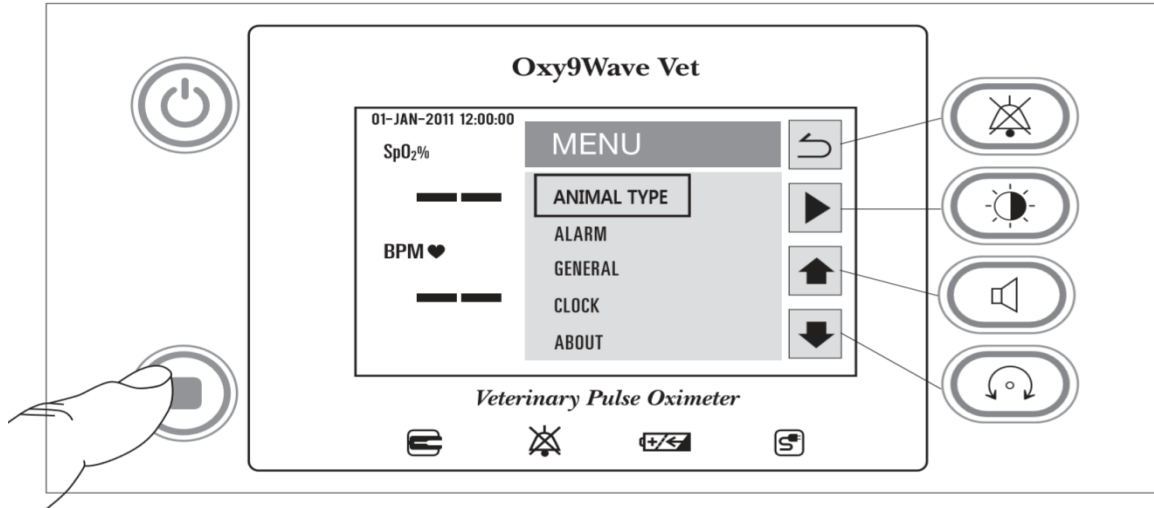 Oxy9Wave Vet
01-JAN-2011 12:00:00
SpO₂%
BPM♥
MENU
ANIMAL TYPE
ALARM
GENERAL
CLOCK
ABOUT
Veterinary Pulse Oximeter